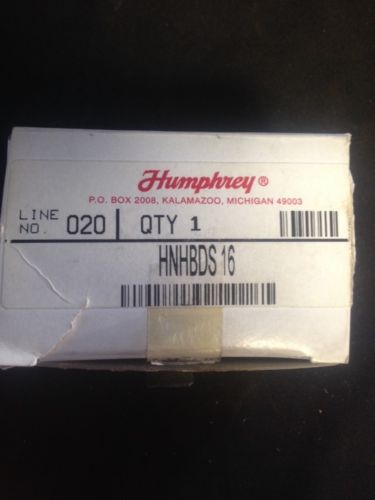 Humphrey®
P.O. BOX 2008, KALAMAZOO, MICHIGAN 49003
LINE NO. 020 QTY 1
HNHBDS 16